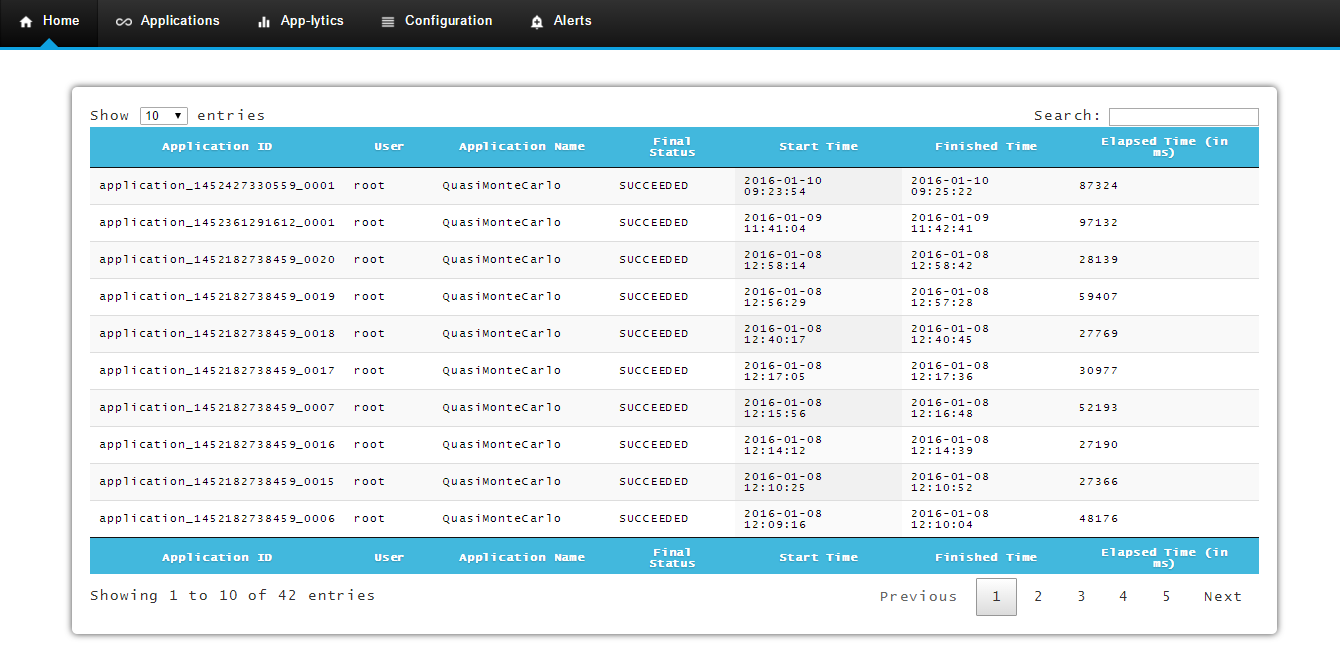 Home Applications App-lytics Configuration Alerts
Show 10 entries Search:
Application ID User Application Name Final Status Start Time Finished Time Elapsed Time (in ms)
application_1452427330559_0001 root QuasiMonteCarlo SUCCEEDED 2016-01-10 09:23:54 2016-01-10 09:25:22 87324
application_1452361291612_0001 root QuasiMonteCarlo SUCCEEDED 2016-01-09 11:41:04 2016-01-09 11:42:41 97132
application_1452182738459_0020 root QuasiMonteCarlo SUCCEEDED 2016-01-08 12:58:14 2016-01-08 12:58:42 28139
application_1452182738459_0019 root QuasiMonteCarlo SUCCEEDED 2016-01-08 12:56:29 2016-01-08 12:57:28 59407
application_1452182738459_0018 root QuasiMonteCarlo SUCCEEDED 2016-01-08 12:40:17 2016-01-08 12:40:45 27769
application_1452182738459_0017 root QuasiMonteCarlo SUCCEEDED 2016-01-08 12:17:05 2016-01-08 12:17:36 30977
application_1452182738459_0007 root QuasiMonteCarlo SUCCEEDED 2016-01-08 12:15:56 2016-01-08 12:16:48 52193
application_1452182738459_0016 root QuasiMonteCarlo SUCCEEDED 2016-01-08 12:14:12 2016-01-08 12:14:39 27190
application_1452182738459_0015 root QuasiMonteCarlo SUCCEEDED 2016-01-08 12:10:25 2016-01-08 12:10:52 27366
application_1452182738459_0006 root QuasiMonteCarlo SUCCEEDED 2016-01-08 12:09:16 2016-01-08 12:10:04 48176
Application ID User Application Name Final Status Start Time Finished Time Elapsed Time (in ms)
Showing 1 to 10 of 42 entries Previous 1 2 3 4 5 Next